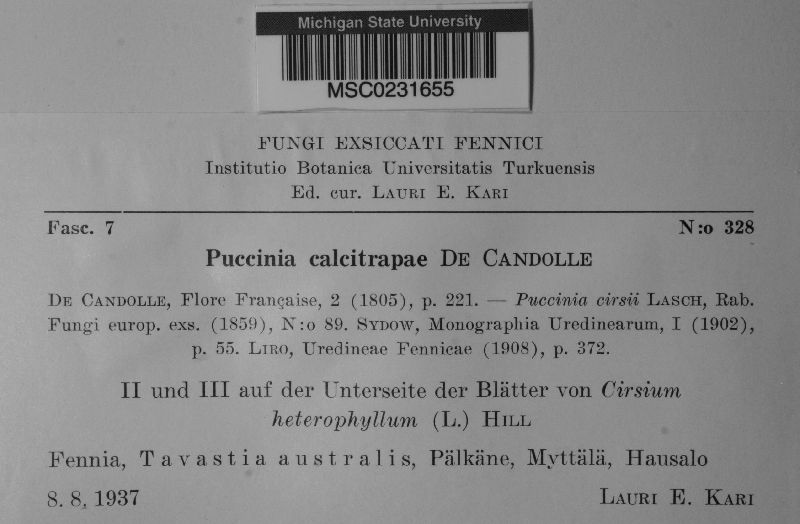 Michigan State University
MSC0231655
FUNGI EXSICCATI FENNICI
Institutio Botanica Universitatis Turkuensis
Ed. cur. LAURI E. KARI
Fasc. 7 N:o 328
Puccinia calcitrapae DE CANDOLLE
DE CANDOLLE, Flore Française, 2 (1805), p. 221. — Puccinia cirsii LASCH, Rab.
Fungi europ. exs. (1859), N:o 89. SYDOW, Monographia Uredinearum, I (1902),
p. 55. LIRO, Uredineae Fennicae (1908), p. 372.
II und III auf der Unterseite der Blätter von Cirsium
heterophyllum (L.) HILL
Fennia, Tavastia australis, Pälkäne, Myttälä, Hausalo
8. 8. 1937 LAURI E. KARI